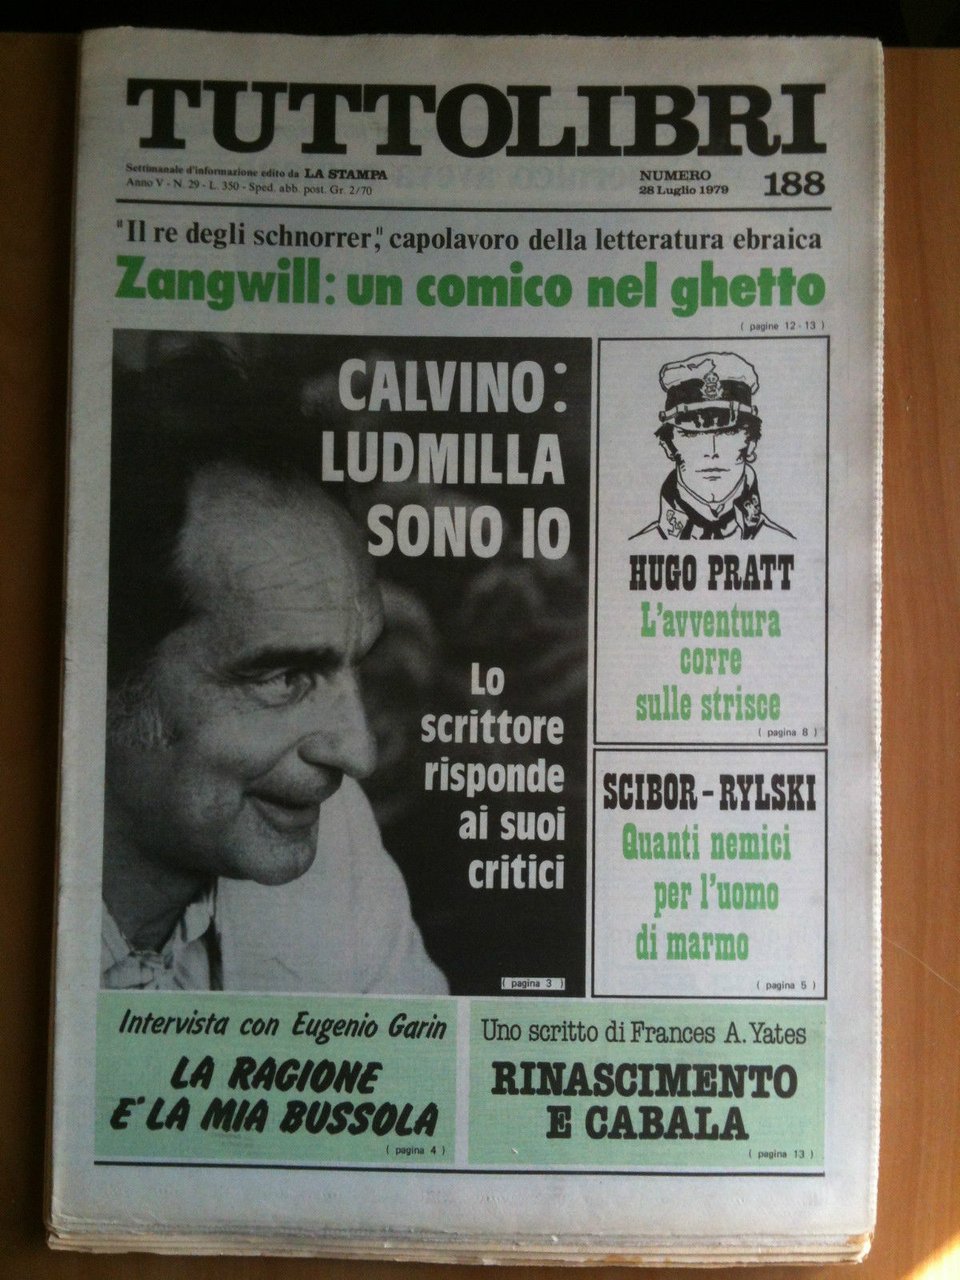 TUTTOLIBRI
Settimanale d'informazione edito da LA STAMPA
Anno V - N. 29 - L. 350 - Sped. abb. post. Gr. 2/70
NUMERO
28 Luglio 1979
188
"Il re degli schnorrer", capolavoro della letteratura ebraica
Zangwill: un comico nel ghetto
( pagine 12 - 13 )
CALVINO:
LUDMILLA
SONO IO
Lo
scrittore
risponde
ai suoi
critici
( pagina 3 )
HUGO PRATT
L'avventura
corre
sulle strisce
( pagina 8 )
SCIBOR-RYLSKI
Quanti nemici
per l'uomo
di marmo
( pagina 5 )
Intervista con Eugenio Garin
LA RAGIONE
E' LA MIA BUSSOLA
( pagina 4 )
Uno scritto di Frances A. Yates
RINASCIMENTO
E CABALA
( pagina 13 )